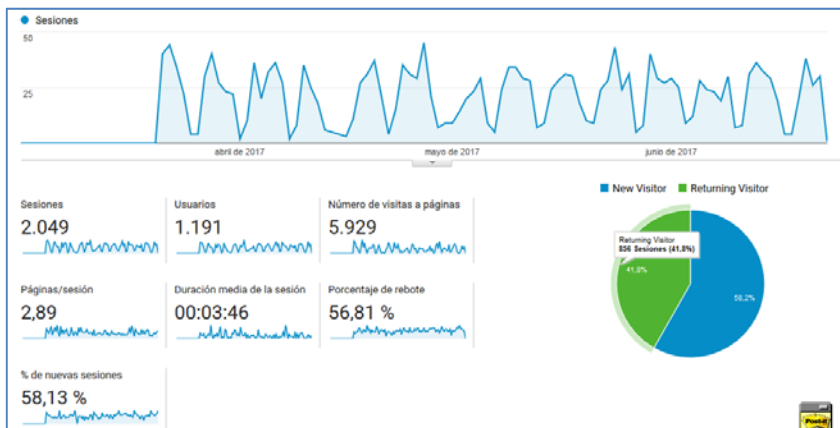 Sesiones
50
25
abril de 2017
mayo de 2017
junio de 2017
New Visitor
Returning Visitor
Sesiones
2.049
Usuarios
1.191
Número de visitas a páginas
5.929
Returning Visitor
856 Sesiones (41,8%)
41,8%
58,2%
Páginas/sesión
2,89
Duración media de la sesión
00:03:46
Porcentaje de rebote
56,81 %
% de nuevas sesiones
58,13 %
Post-it